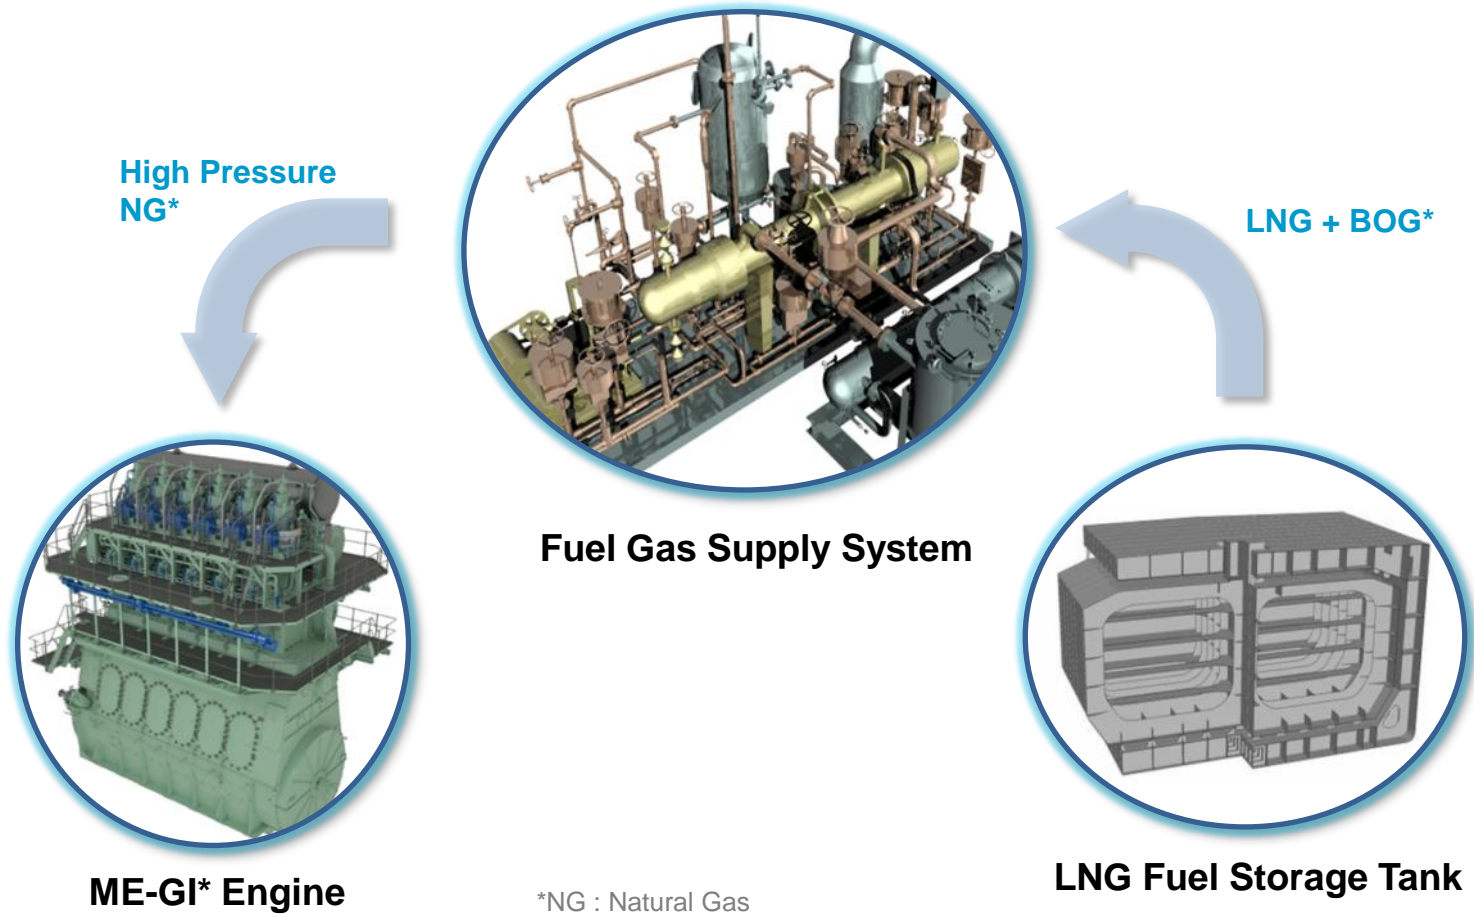 High Pressure
NG*
LNG + BOG*
Fuel Gas Supply System
ME-GI* Engine
LNG Fuel Storage Tank
*NG : Natural Gas